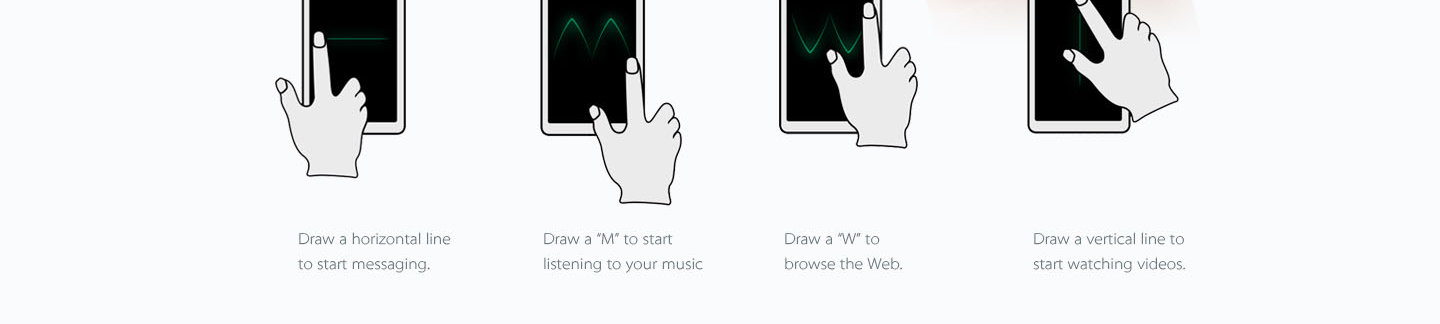 Draw a horizontal line
to start messaging.
Draw a “M” to start
listening to your music
Draw a “W” to
browse the Web.
Draw a vertical line to
start watching videos.